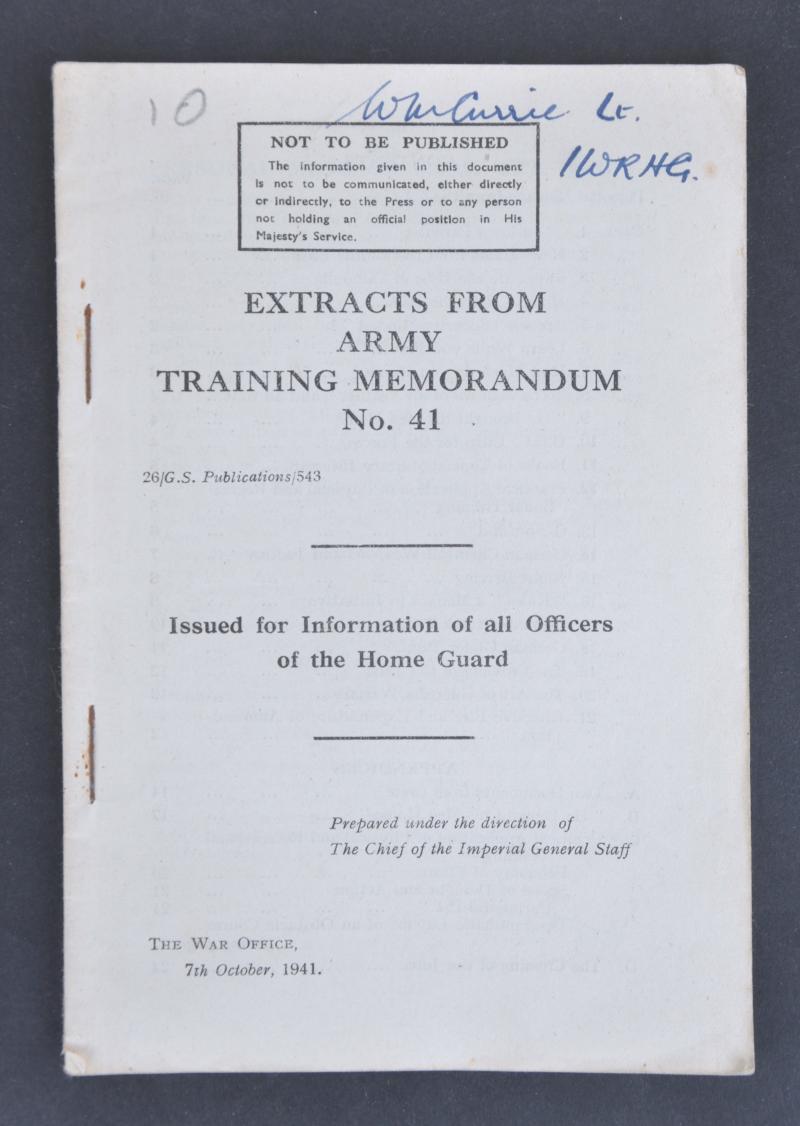 10
Wm Currie Lt.
1WRHG.
NOT TO BE PUBLISHED
The information given in this document
is not to be communicated, either directly
or indirectly, to the Press or to any person
not holding an official position in His
Majesty's Service.
EXTRACTS FROM
ARMY
TRAINING MEMORANDUM
No. 41
26/G.S. Publications/543
Issued for Information of all Officers
of the Home Guard
Prepared under the direction of
The Chief of the Imperial General Staff
THE WAR OFFICE,
7th October, 1941.